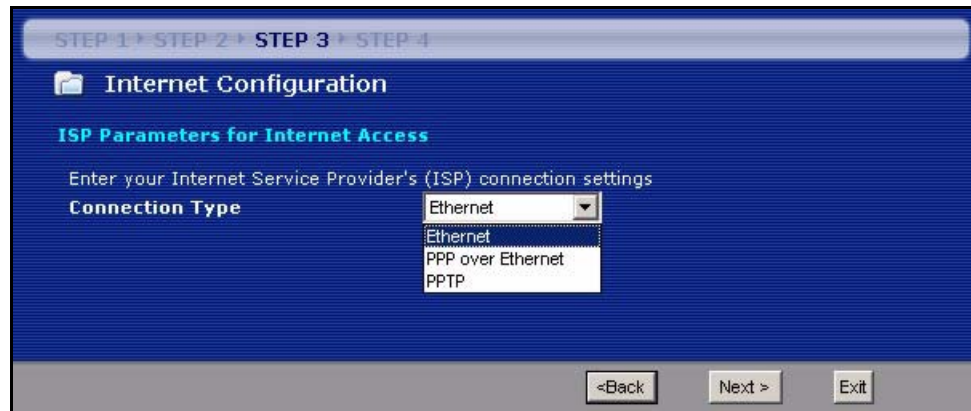 STEP 1 ▸ STEP 2 ▸ STEP 3 ▸ STEP 4
Internet Configuration
ISP Parameters for Internet Access
Enter your Internet Service Provider's (ISP) connection settings
Connection Type Ethernet
Ethernet
PPP over Ethernet
PPTP
<Back Next > Exit